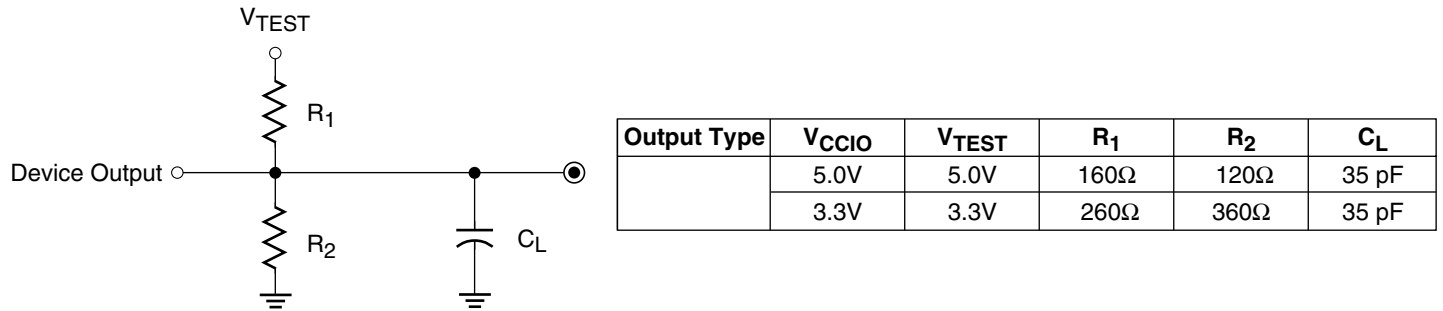 VTEST
R1
Device Output
R2
CL
Output Type VCCIO VTEST R1 R2 CL
5.0V 5.0V 160Ω 120Ω 35 pF
3.3V 3.3V 260Ω 360Ω 35 pF